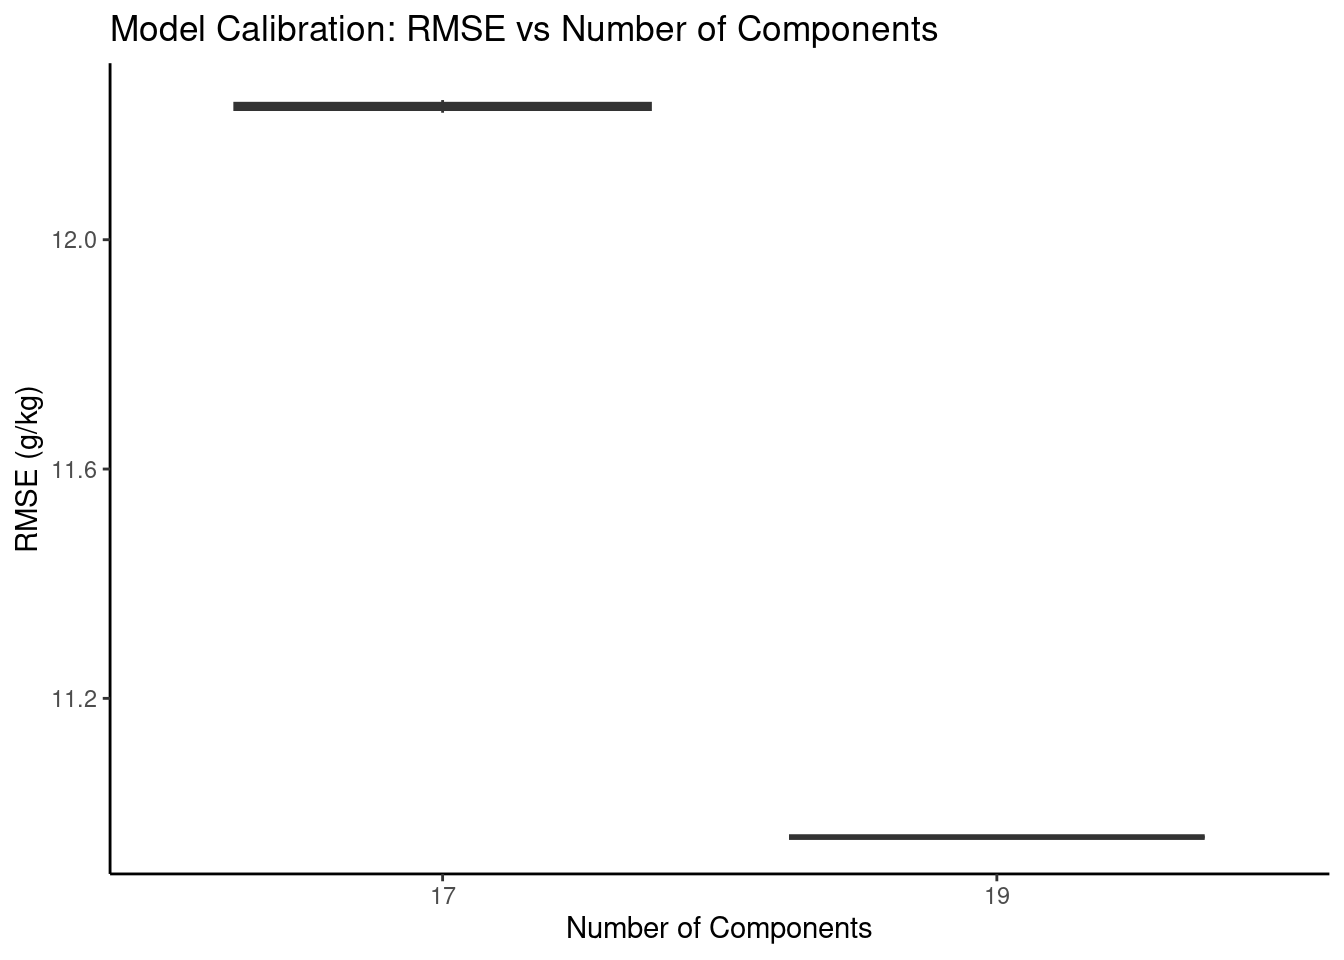 Model Calibration: RMSE vs Number of Components
12.0
11.6
11.2
RMSE (g/kg)
17 19
Number of Components